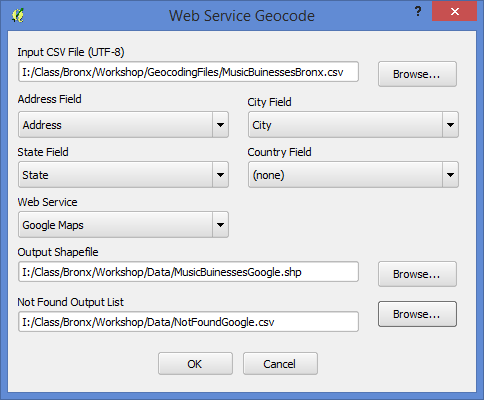 Web Service Geocode
?
Input CSV File (UTF-8)
I:/Class/Bronx/Workshop/GeocodingFiles/MusicBuinessesBronx.csv
Browse...
Address Field
City Field
Address
City
State Field
Country Field
State
(none)
Web Service
Google Maps
Output Shapefile
I:/Class/Bronx/Workshop/Data/MusicBuinessesGoogle.shp
Browse...
Not Found Output List
I:/Class/Bronx/Workshop/Data/NotFoundGoogle.csv
Browse...
OK
Cancel